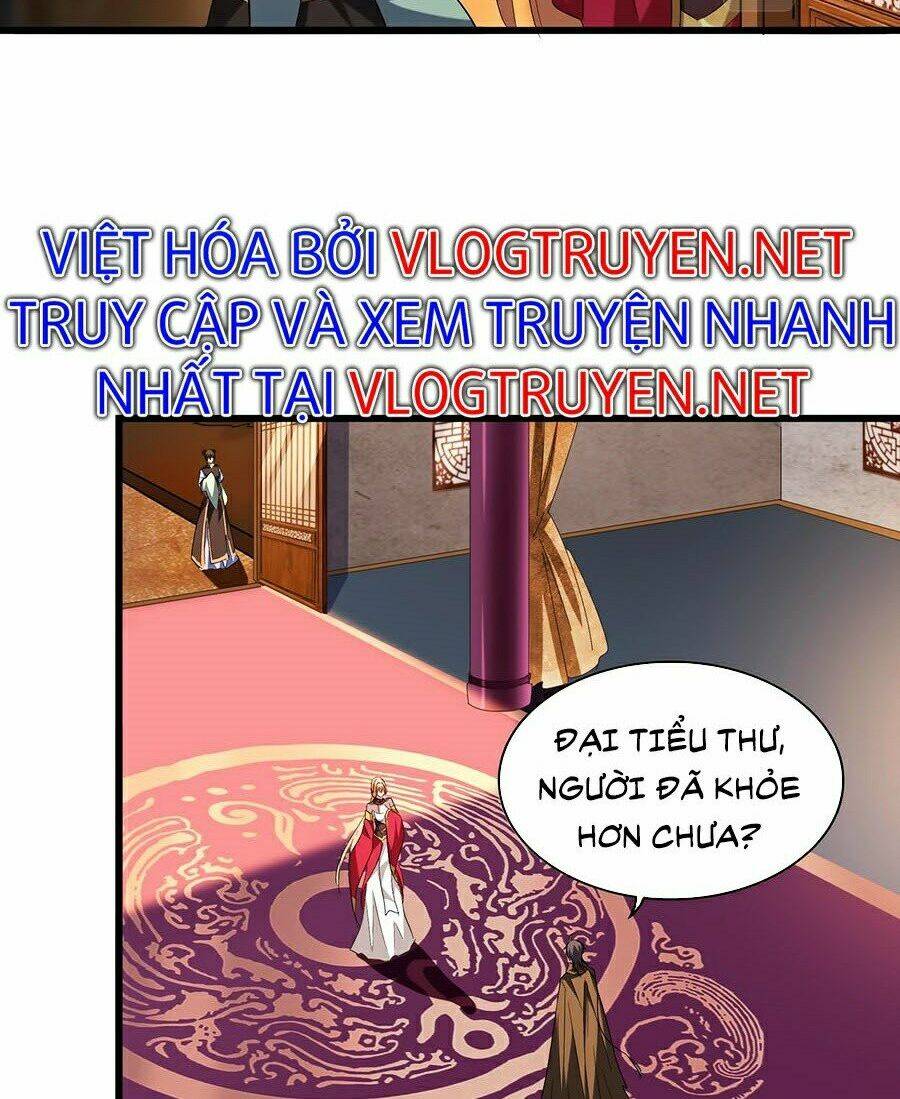 VIỆT HÓA BỞI VLOGTRUYEN.NET
TRUY CẬP VÀ XEM TRUYỆN NHANH
NHẤT TẠI VLOGTRUYEN.NET
ĐẠI TIỂU THƯ,
NGƯỜI ĐÃ KHỎE
HƠN CHƯA?